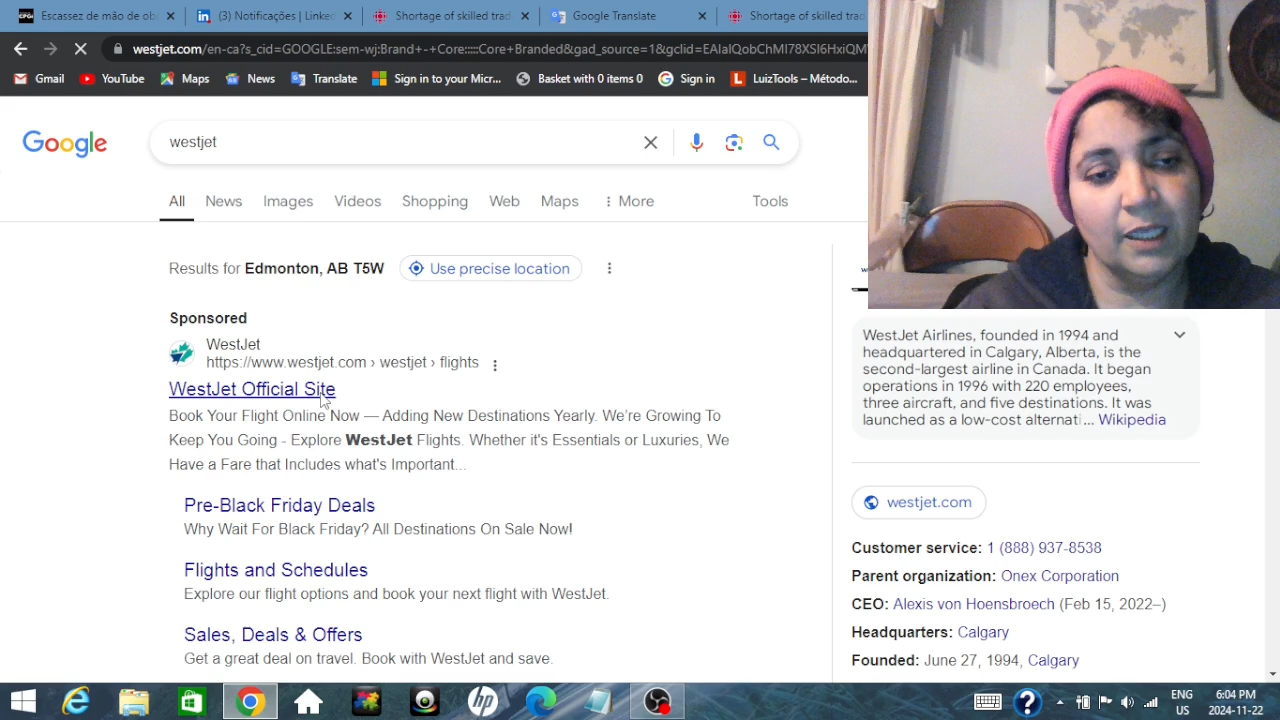 Escassez de mão de ob
(3) Notificações | Linked
Shortage of skilled trad
Google Translate
Shortage of skilled trad
westjet.com/en-ca?s_cid=GOOGLE:sem-wj:Brand+-+Core:::::Core+Branded&gad_source=1&gclid=
Gmail
YouTube
Maps
News
Translate
Sign in to your Micr...
Basket with 0 items 0
Sign in
LuizTools – Método...
Google
westjet
All
News
Images
Videos
Shopping
Web
Maps
More
Tools
Results for Edmonton, AB T5W
Use precise location
Sponsored
WestJet
https://www.westjet.com › westjet › flights
WestJet Official Site
Book Your Flight Online Now — Adding New Destinations Yearly. We're Growing To
Keep You Going - Explore WestJet Flights. Whether it's Essentials or Luxuries, We
Have a Fare that Includes what's Important...
Pre-Black Friday Deals
Why Wait For Black Friday? All Destinations On Sale Now!
Flights and Schedules
Explore our flight options and book your next flight with WestJet.
Sales, Deals & Offers
Get a great deal on travel. Book with WestJet and save.
WestJet Airlines, founded in 1994 and
headquartered in Calgary, Alberta, is the
second-largest airline in Canada. It began
operations in 1996 with 220 employees,
three aircraft, and five destinations. It was
launched as a low-cost alternati... Wikipedia
westjet.com
Customer service: 1 (888) 937-8538
Parent organization: Onex Corporation
CEO: Alexis von Hoensbroech (Feb 15, 2022–)
Headquarters: Calgary
Founded: June 27, 1994, Calgary
ENG
US
6:04 PM
2024-11-22